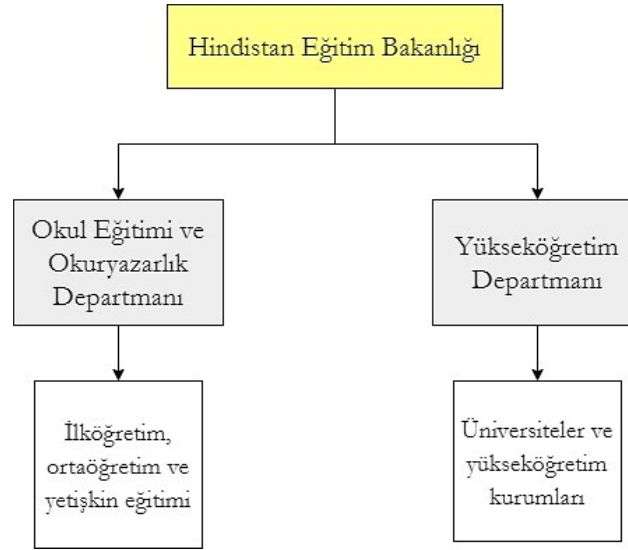 Hindistan Eğitim Bakanlığı
Okul Eğitimi ve
Okuryazarlık
Departmanı
Yükseköğretim
Departmanı
İlköğretim,
ortaöğretim ve
yetişkin eğitimi
Üniversiteler ve
yükseköğretim
kurumları